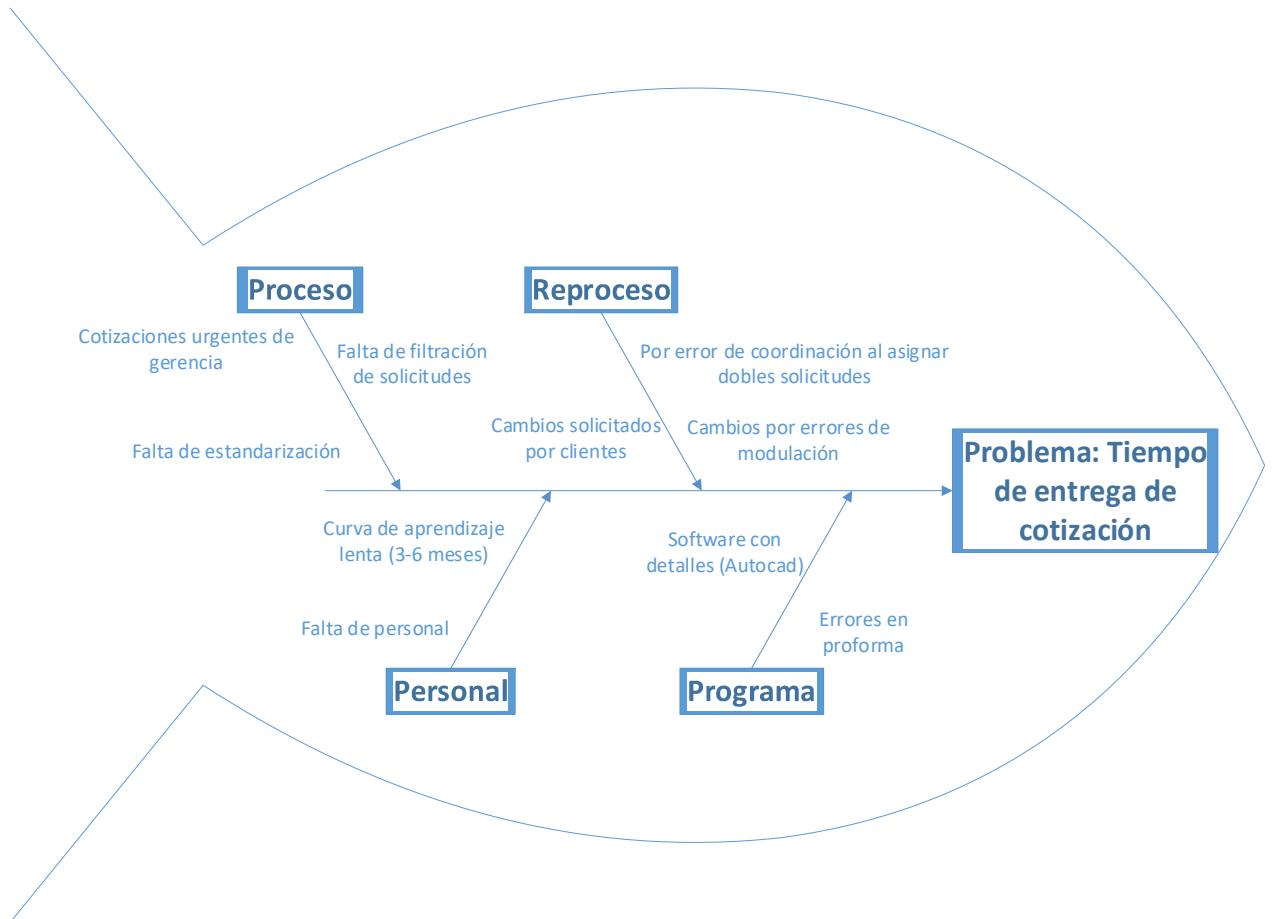 Proceso
Reproceso
Cotizaciones urgentes de
gerencia
Falta de filtración
de solicitudes
Por error de coordinación al asignar
dobles solicitudes
Falta de estandarización
Cambios solicitados
por clientes
Cambios por errores de
modulación
Problema: Tiempo
de entrega de
cotización
Curva de aprendizaje
lenta (3-6 meses)
Software con
detalles (Autocad)
Falta de personal
Errores en
proforma
Personal
Programa